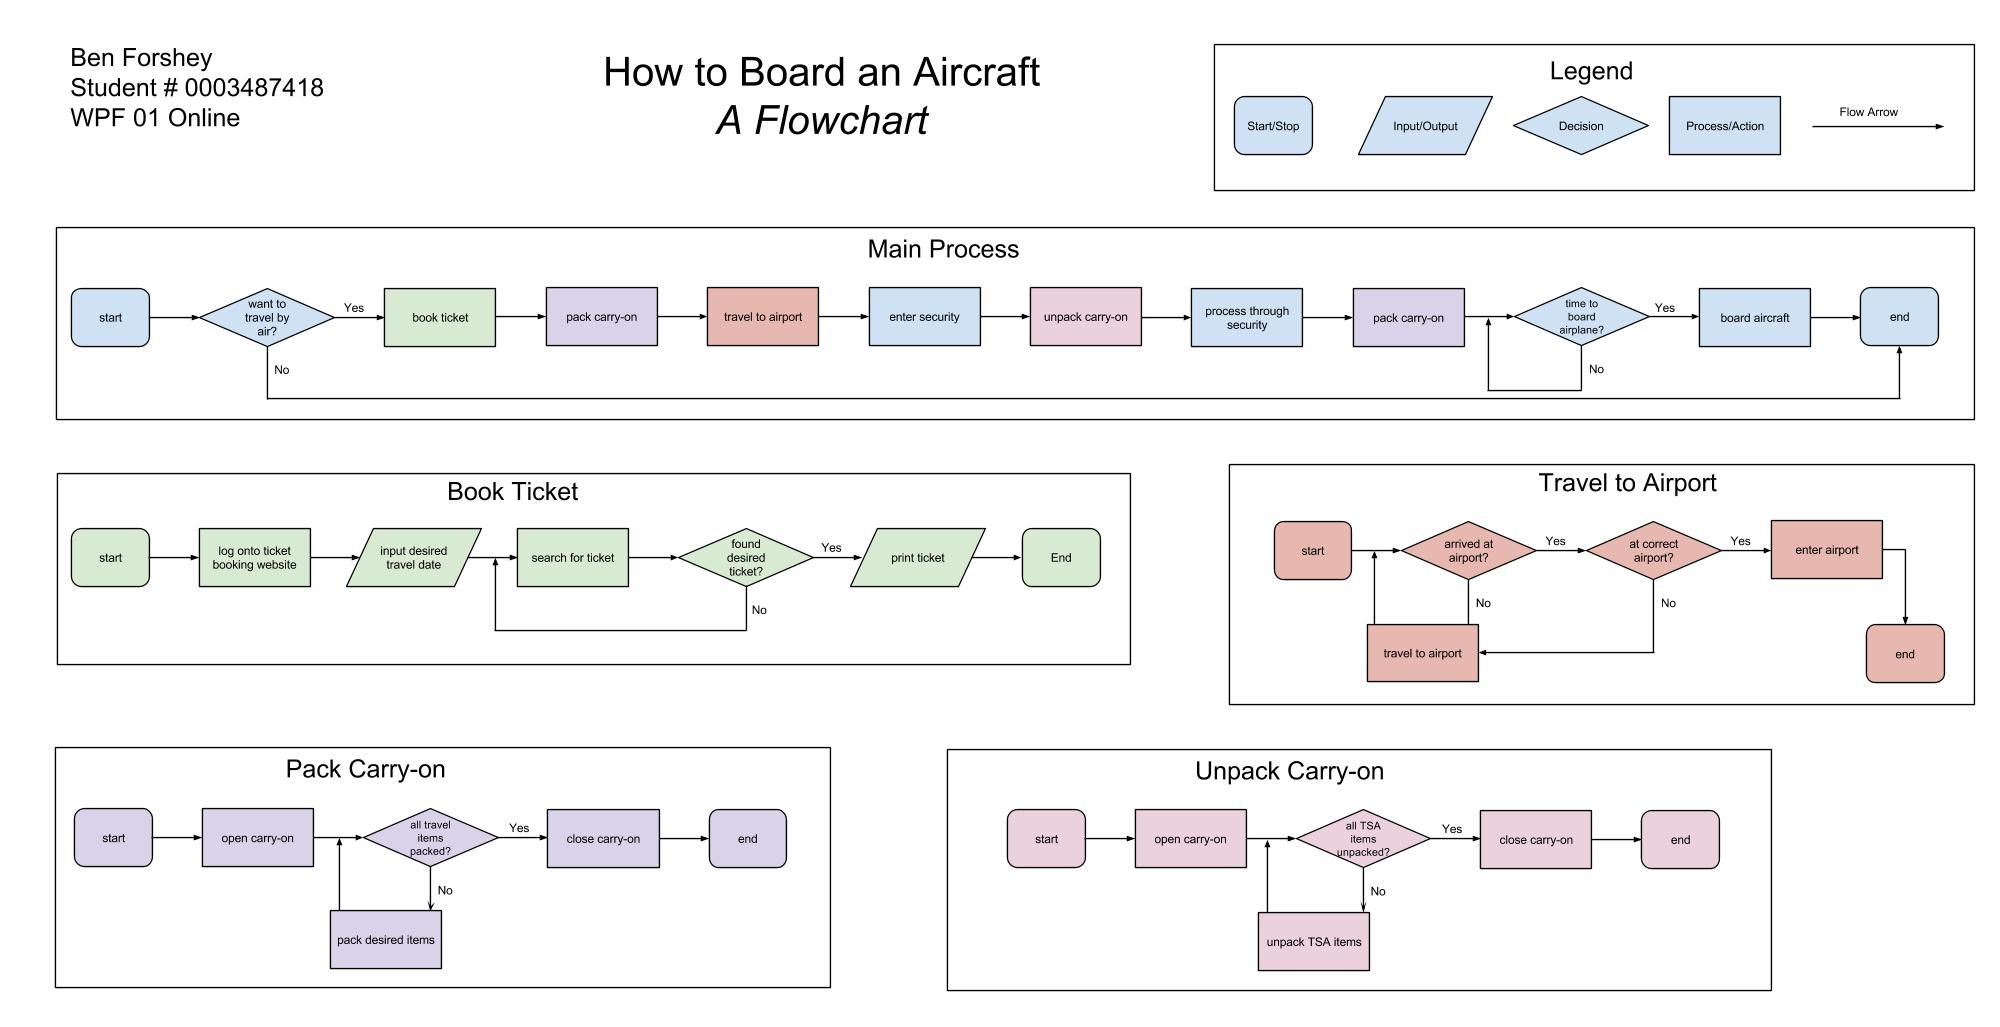 Ben Forshey
Student # 0003487418
WPF 01 Online
How to Board an Aircraft
A Flowchart
Legend
Start/Stop
Input/Output
Decision
Process/Action
Flow Arrow
Main Process
start
want to
travel by
air?
Yes
No
book ticket
pack carry-on
travel to airport
enter security
unpack carry-on
process through
security
pack carry-on
time to
board
airplane?
Yes
No
board aircraft
end
Book Ticket
start
log onto ticket
booking website
input desired
travel date
search for ticket
found
desired
ticket?
Yes
No
print ticket
End
Travel to Airport
start
arrived at
airport?
Yes
No
at correct
airport?
Yes
No
enter airport
travel to airport
end
Pack Carry-on
start
open carry-on
all travel
items
packed?
Yes
No
close carry-on
end
pack desired items
Unpack Carry-on
start
open carry-on
all TSA
items
unpacked?
Yes
No
close carry-on
end
unpack TSA items